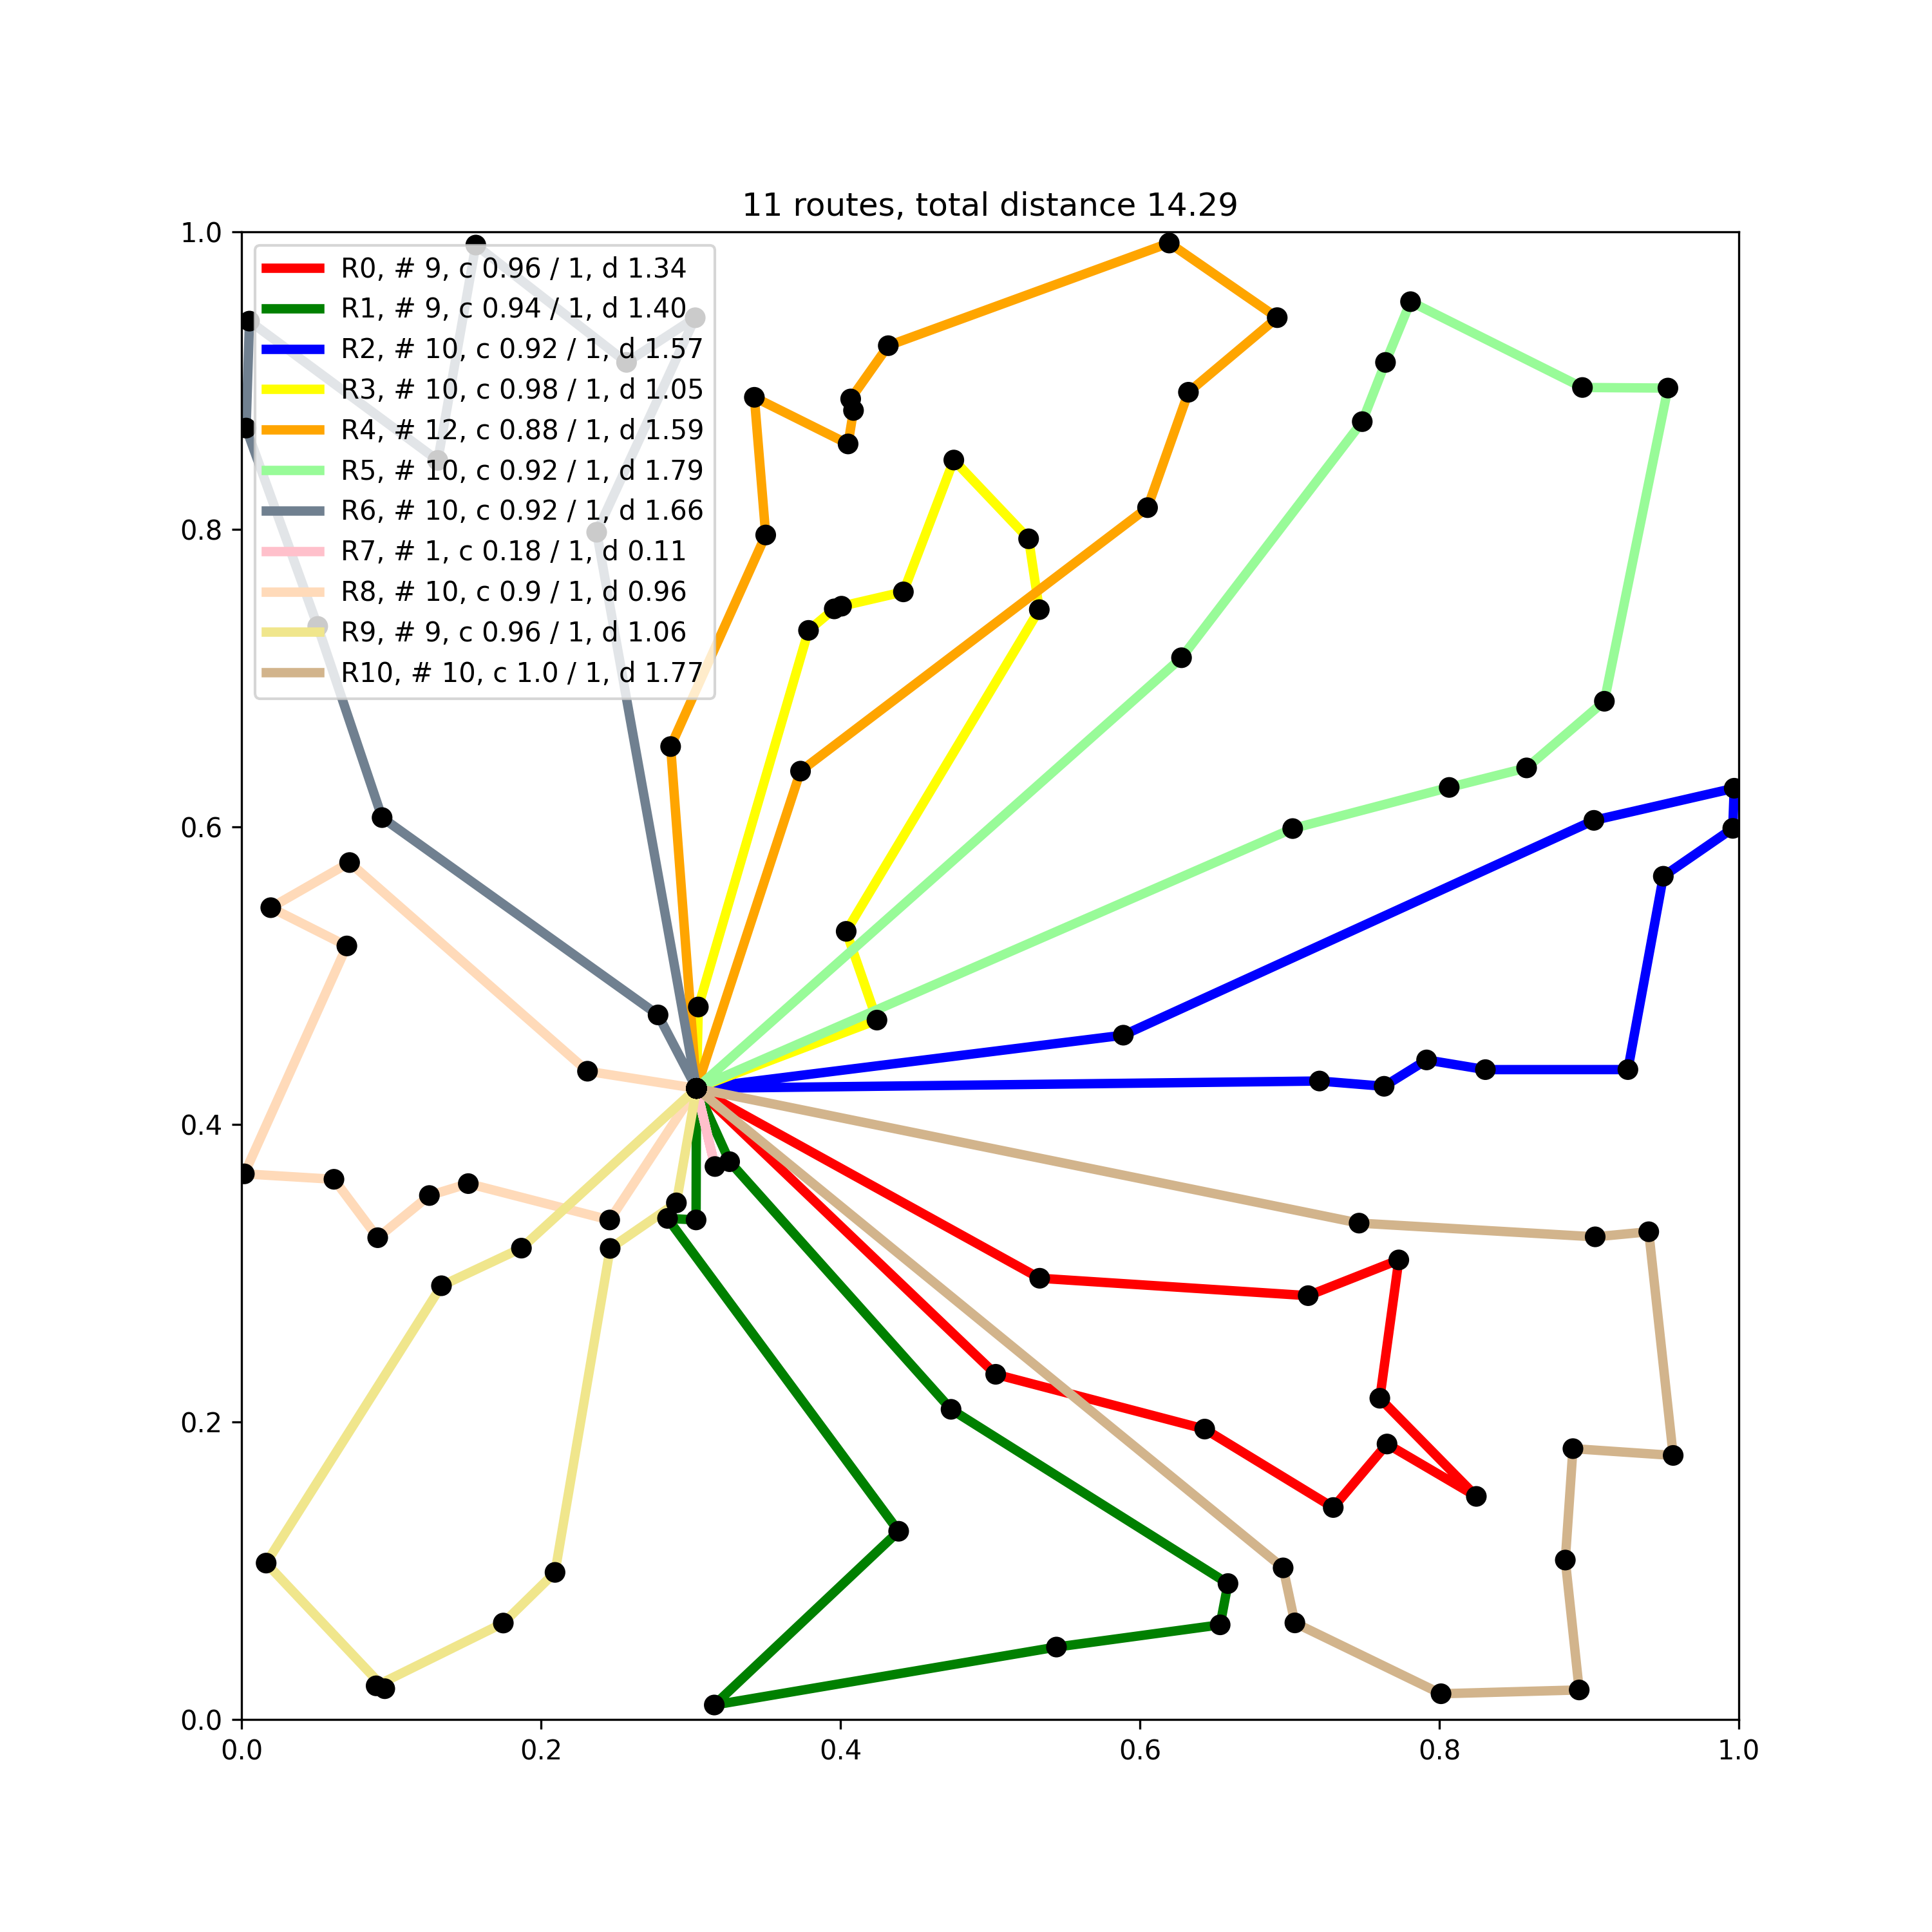 11 routes, total distance 14.29
1.0
R0, # 9, c 0.96 / 1, d 1.34
R1, # 9, c 0.94 / 1, d 1.40
R2, # 10, c 0.92 / 1, d 1.57
R3, # 10, c 0.98 / 1, d 1.05
R4, # 12, c 0.88 / 1, d 1.59
R5, # 10, c 0.92 / 1, d 1.79
R6, # 10, c 0.92 / 1, d 1.66
R7, # 1, c 0.18 / 1, d 0.11
R8, # 10, c 0.9 / 1, d 0.96
R9, # 9, c 0.96 / 1, d 1.06
R10, # 10, c 1.0 / 1, d 1.77
0.8
0.6
0.4
0.2
0.0
0.0 0.2 0.4 0.6 0.8 1.0